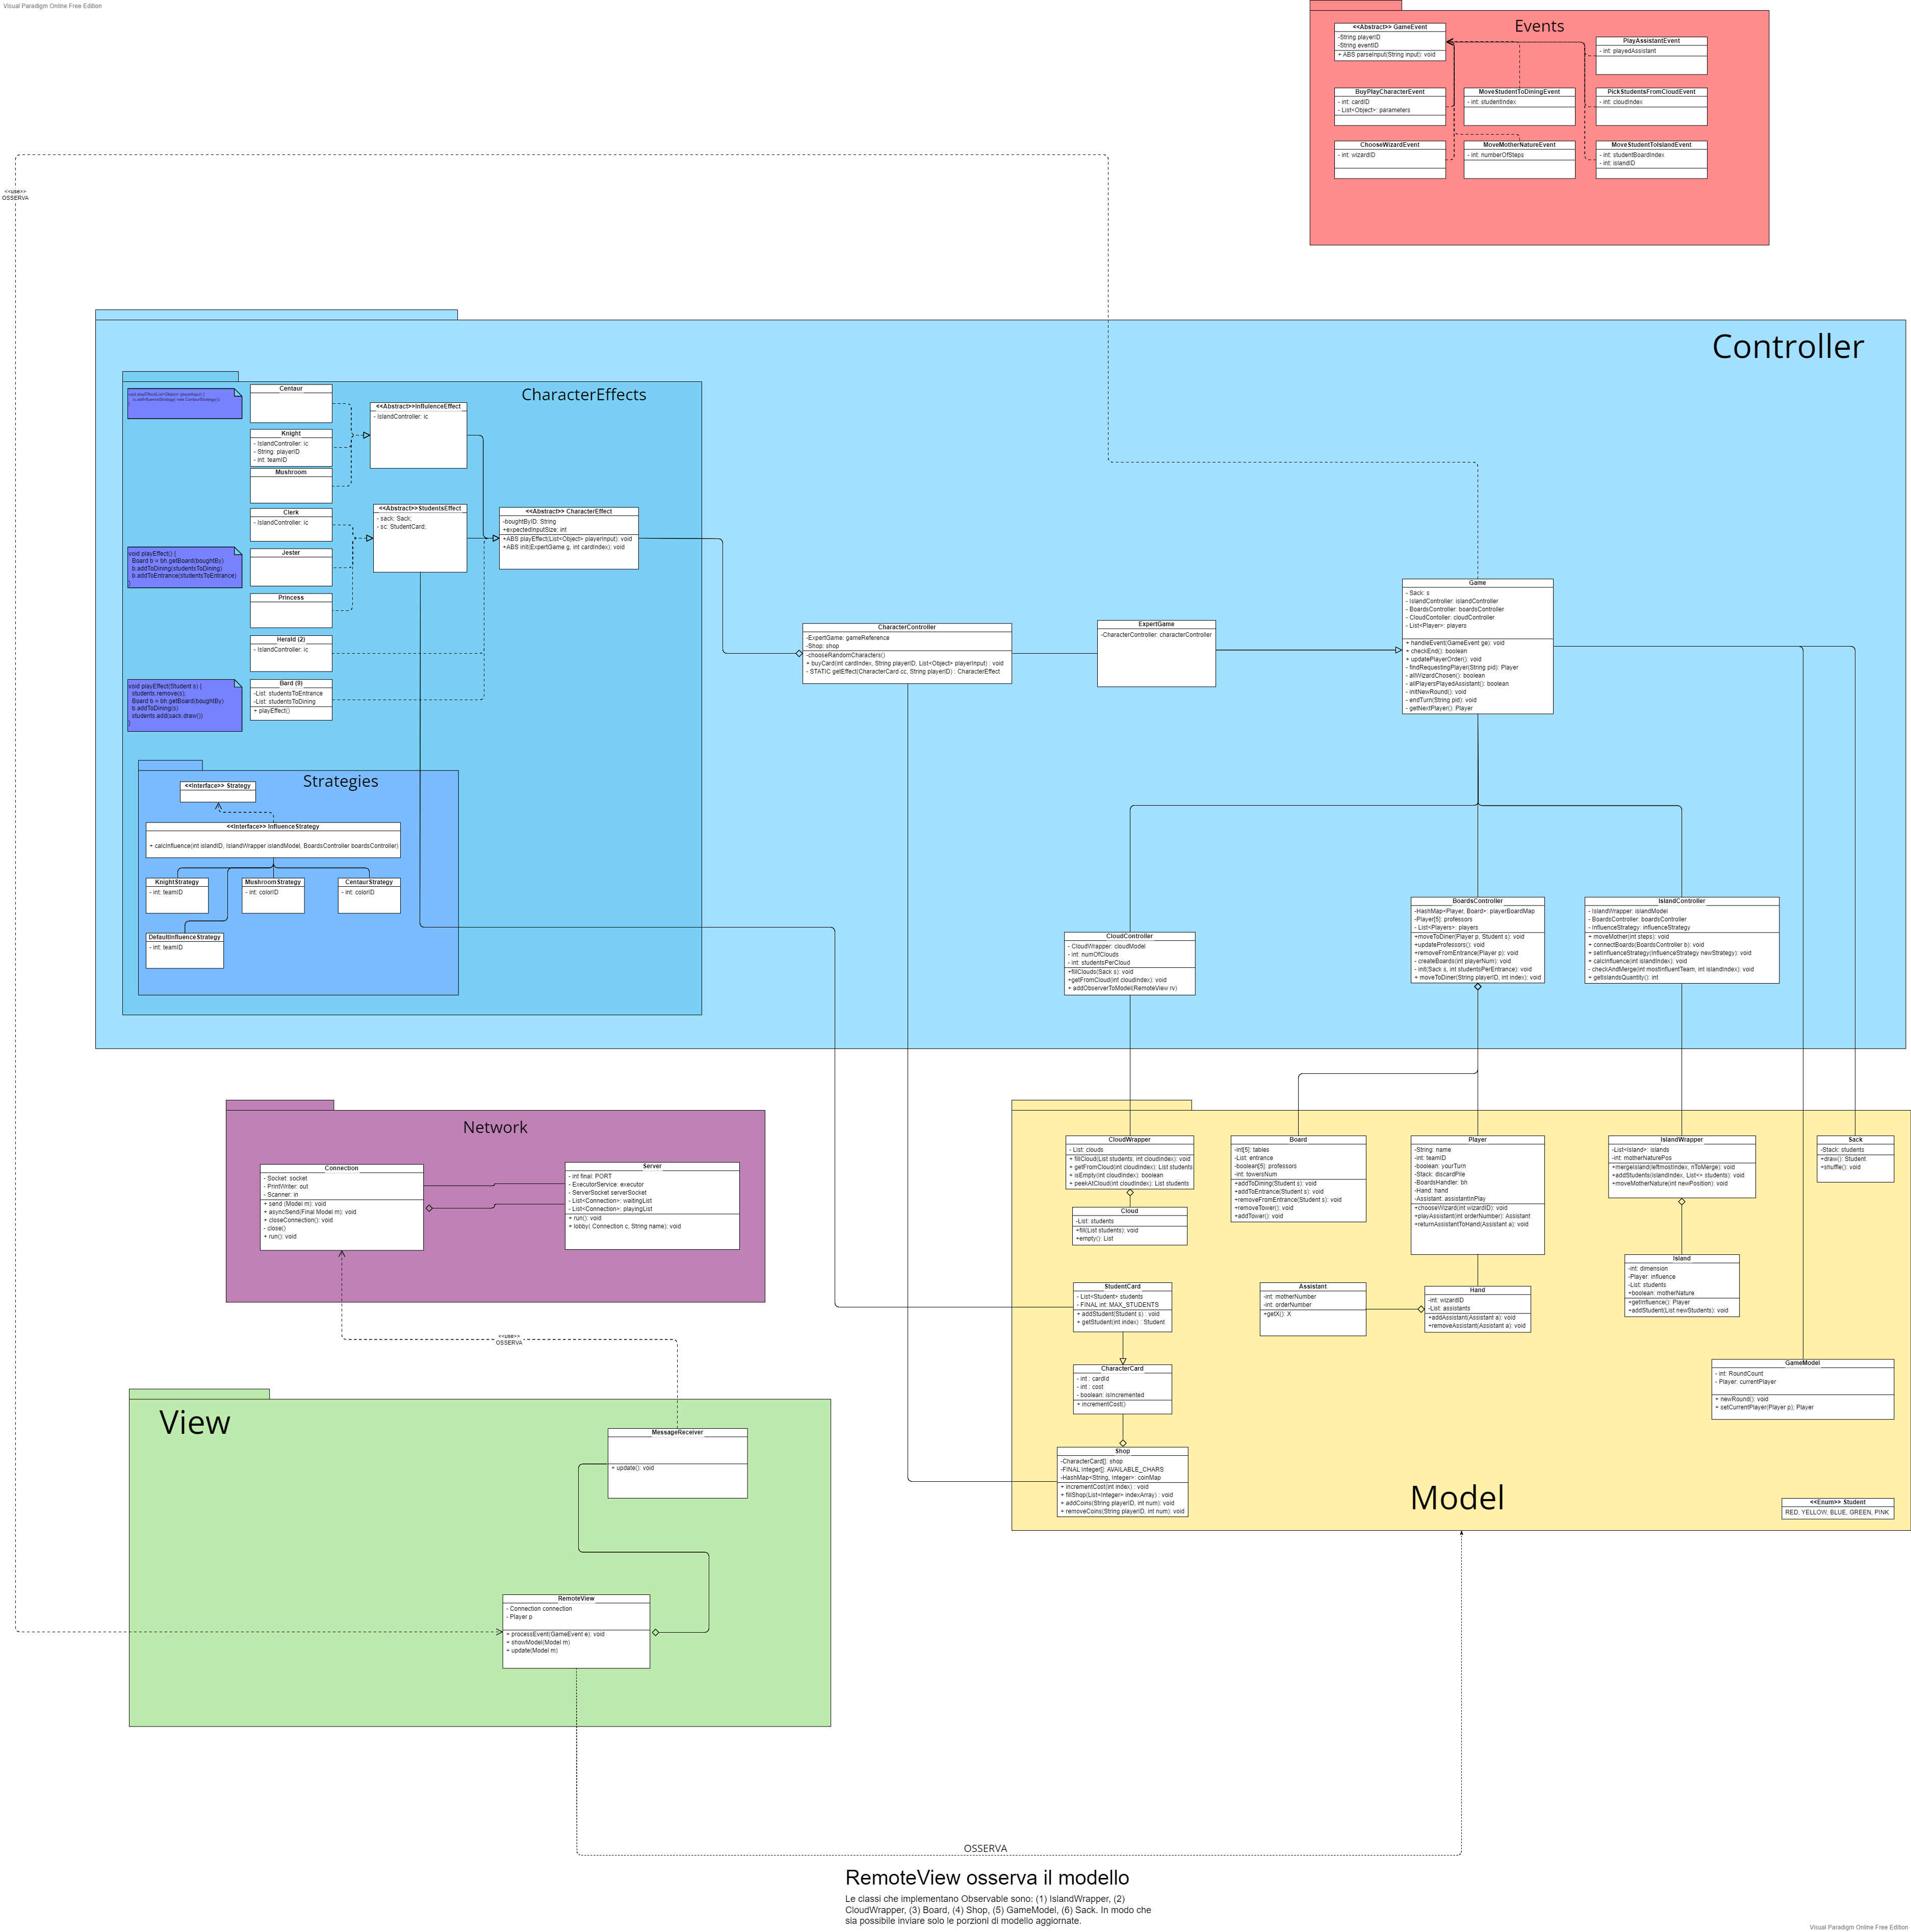 Visual Paradigm Online Free Edition
Events
<<Abstract>> GameEvent
-String playerID
-String eventID
+ ABS parseInput(String input): void
PlayAssistantEvent
- int: playedAssistant
BuyPlayCharacterEvent
- int: cardID
- List<Object>: parameters
MoveStudentToDiningEvent
- int: studentIndex
PickStudentsFromCloudEvent
- int: cloudIndex
ChooseWizardEvent
- int: wizardID
MoveMotherNatureEvent
- int: numberOfSteps
MoveStudentToIslandEvent
- int: studentBoardIndex
- int: islandID
<<use>>
OSSERVA
Controller
CharacterEffects
void playEffect(List<Object> playerInput) {
Centaur
<<Abstract>>InflulenceEffect
- IslandController: ic
Knight
- IslandController: ic
- String: playerID
- int: teamID
Mushroom
Clerk
- IslandController: ic
<<Abstract>>StudentsEffect
- sack: Sack;
- sc: StudentCard;
<<Abstract>> CharacterEffect
-boughtByID: String
+expectedInputSize: int
+ABS playEffect(List<Object> playerInput): void
+ABS init(ExpertGame g, int cardIndex): void
void playEffect() {
Board b = bh.getBoard(boughtBy)
b.addToDining(studentsToDining)
b.addToEntrance(studentsToEntrance)
}
Jester
Princess
Herald (2)
- IslandController: ic
void playEffect(Student s) {
students.remove(s);
Board b = bh.getBoard(boughtBy)
b.addToDining(s)
students.add(sack.draw())
}
Bard (9)
-List: studentsToEntrance
-List: studentsToDining
+ playEffect()
Strategies
<<Interface>> Strategy
<<Interface>> InfluenceStrategy
+ calcInfluence(int islandID, IslandWrapper islandModel, BoardsController boardsController)
KnightStrategy
- int: teamID
MushroomStrategy
- int: colorID
CentaurStrategy
- int: colorID
DefaultInfluenceStrategy
- int: teamID
CharacterController
-ExpertGame: gameReference
-Shop: shop
-chooseRandomCharacters()
+ buyCard(int cardIndex, String playerID, List<Object> playerInput) : void
- STATIC getEffect(CharacterCard cc, String playerID) : CharacterEffect
ExpertGame
-CharacterController: characterController
Game
- Sack: s
- IslandController: islandController
- BoardsController: boardsController
- CloudContoller: cloudController
- List<Player>: players
+ handleEvent(GameEvent ge): void
+ checkEnd(): boolean
+ updatePlayerOrder(): void
- findRequestingPlayer(String pid): Player
- allWizardChosen(): boolean
- allPlayersPlayedAssistant(): boolean
- initNewRound(): void
- endTurn(String pid): void
- getNextPlayer(): Player
CloudController
- CloudWrapper: cloudModel
- int: numOfClouds
- int: studentsPerCloud
+fillClouds(Sack s): void
+getFromCloud(int cloudIndex): void
+ addObserverToModel(RemoteView rv)
BoardsController
-HashMap<Player, Board>: playerBoardMap
-Player[5]: professors
- List<Players>: players
+moveToDiner(Player p, Student s): void
+updateProfessors(): void
+removeFromEntrance(Player p): void
- createBoards(int playerNum): void
- init(Sack s, int studentsPerEntrance): void
+ moveToDiner(String playerID, int index): void
IslandController
- IslandWrapper: islandModel
- BoardsController: boardsController
- InfluenceStrategy: influenceStrategy
+ moveMother(int steps): void
+ connectBoards(BoardsController b): void
+ setInfluenceStrategy(InfluenceStrategy newStrategy): void
+ calcInfluence(int islandIndex): void
- checkAndMerge(int mostInfluentTeam, int islandIndex): void
+ getIslandsQuantity(): int
Network
Connection
- Socket: socket
- PrintWriter: out
- Scanner: in
+ send (Model m): void
+ asyncSend(Final Model m): void
+ closeConnection(): void
- close()
+ run(): void
Server
- int final: PORT
- ExecutorService: executor
- ServerSocket serverSocket
- List<Connection>: waitingList
- List<Connection>: playingList
+ run(): void
+ lobby( Connection c, String name): void
<<use>>
OSSERVA
CloudWrapper
- List: clouds
+ fillCloud(List students, int cloudIndex): void
+ getFromCloud(int cloudIndex): List students
+ isEmpty(int cloudIndex): boolean
+ peekAtCloud(int cloudIndex): List students
Cloud
-List: students
+fill(List students): void
+empty(): List
Board
-int[5]: tables
-List: entrance
-boolean[5]: professors
-int: towersNum
+addToDining(Student s): void
+addToEntrance(Student s): void
+removeFromEntrance(Student s): void
+removeTower(): void
+addTower(): void
Player
-String: name
-int: teamID
-boolean: yourTurn
-Stack: discardPile
-BoardsHandler: bh
-Hand: hand
-Assistant: assistantInPlay
+chooseWizard(int wizardID): void
+playAssistant(int orderNumber): Assistant
+returnAssistantToHand(Assistant a): void
IslandWrapper
-List<Island>: islands
-int: motherNaturePos
+mergeIsland(leftmostIndex, nToMerge): void
+addStudents(islandIndex, List<> students): void
+moveMotherNature(int newPosition): void
Sack
-Stack: students
+draw(): Student
+shuffle(): void
Island
-int: dimension
-Player: influence
-List: students
+boolean: motherNature
+getInfluence(): Player
+addStudent(List newStudents): void
StudentCard
- List<Student> students
- FINAL int: MAX_STUDENTS
+ addStudent(Student s) : void
+ getStudent(int index) : Student
Assistant
-int: motherNumber
-int: orderNumber
+getX(): X
Hand
-int: wizardID
-List: assistants
+addAssistant(Assistant a): void
+removeAssistant(Assistant a): void
CharacterCard
- int : cardId
- int : cost
- boolean: isIncremented
+ incrementCost()
GameModel
- int: RoundCount
- Player: currentPlayer
+ newRound(): void
+ setCurrentPlayer(Player p); Player
Shop
-CharacterCard[]: shop
-FINAL Integer[]: AVAILABLE_CHARS
-HashMap<String, Integer>: coinMap
+ incrementCost(int index) : void
+ fillShop(List<Integer> indexArray) : void
+ addCoins(String playerID, int num): void
+ removeCoins(String playerID, int num): void
Model
<<Enum>> Student
RED, YELLOW, BLUE, GREEN, PINK
View
MessageReceiver
+ update(): void
RemoteView
- Connection connection
- Player p
+ processEvent(GameEvent e): void
+ showModel(Model m)
+ update(Model m)
OSSERVA
RemoteView osserva il modello
Le classi che implementano Observable sono: (1) IslandWrapper, (2)
CloudWrapper, (3) Board, (4) Shop, (5) GameModel, (6) Sack. In modo che
sia possibile inviare solo le porzioni di modello aggiornate.
Visual Paradigm Online Free Edition